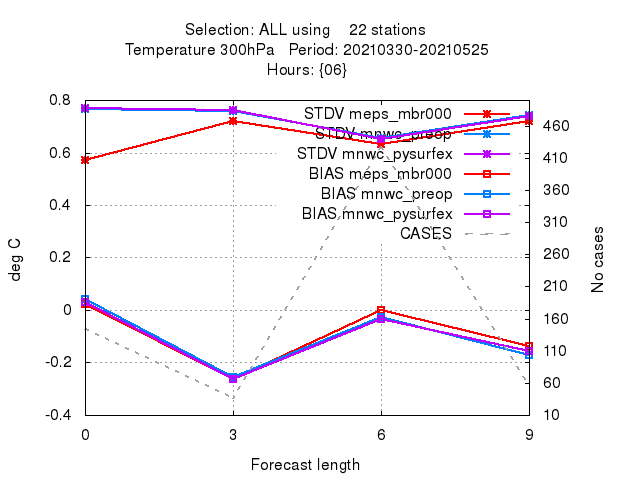 Selection: ALL using 22 stations
Temperature 300hPa Period: 20210330-20210525
Hours: {06}
0.8
0.6
0.4
0.2
0
-0.2
-0.4
deg C
STDV meps_mbr000
STDV mnwc_preop
STDV mnwc_pysurfex
BIAS meps_mbr000
BIAS mnwc_preop
BIAS mnwc_pysurfex
CASES
460
410
360
310
260
210
160
110
60
10
No cases
0 3 6 9
Forecast length